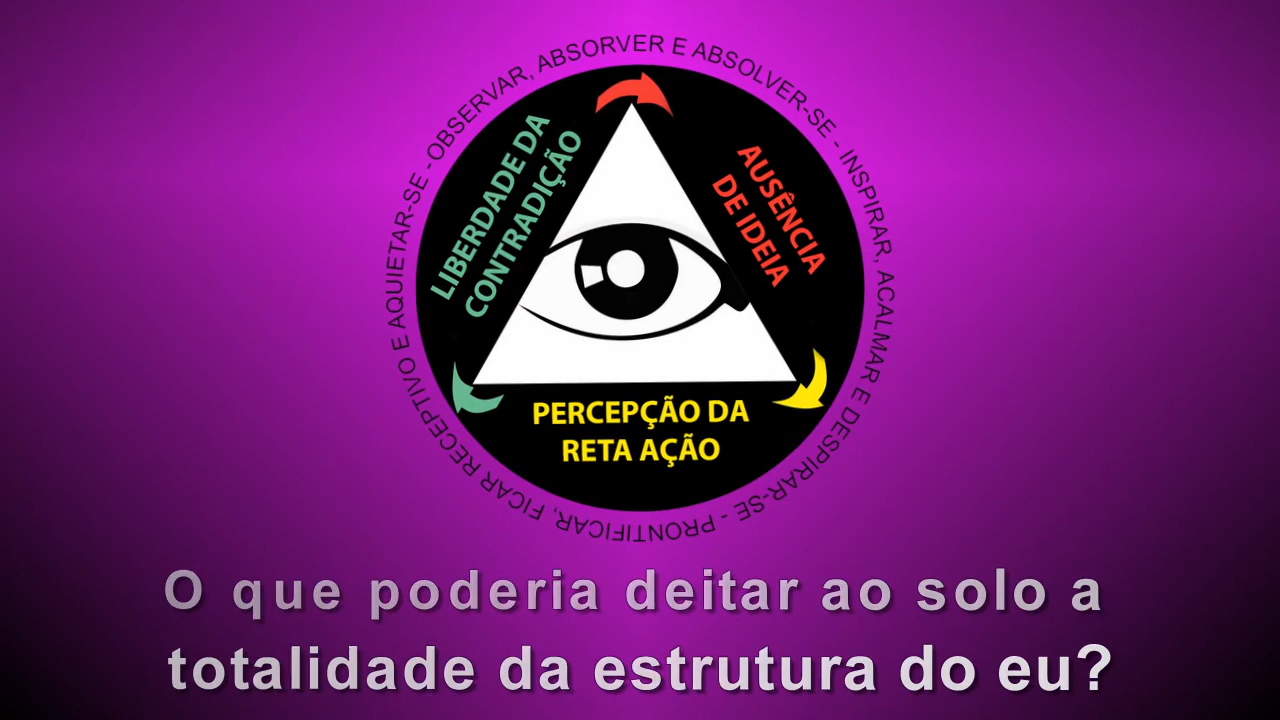 OBSERVAR, ABSORVER E ABSOLVER-SE - INSPIRAR, ACALMAR E DESPIRAR-SE - PRONTIFICAR, FICAR RECEPTIVO E AQUIETAR-SE -
LIBERDADE DA
CONTRADIÇÃO
AUSÊNCIA
DE IDEIA
PERCEPÇÃO DA
RETA AÇÃO
O que poderia deitar ao solo a
totalidade da estrutura do eu?